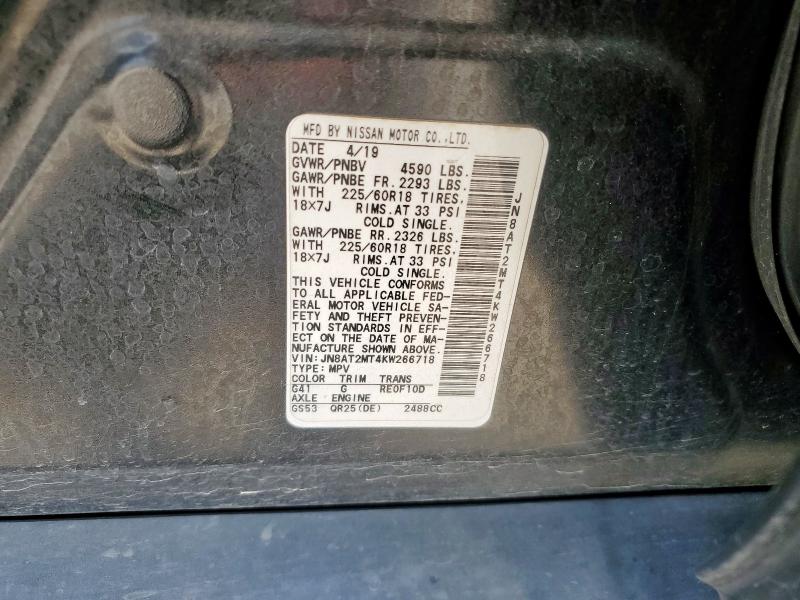 MFD BY NISSAN MOTOR CO.,LTD.
DATE 4/19
GVWR/PNBV 4590 LBS.
GAWR/PNBE FR. 2293 LBS.
WITH 225/60R18 TIRES,
18×7J RIMS.AT 33 PSI
COLD SINGLE.
GAWR/PNBE RR. 2326 LBS.
WITH 225/60R18 TIRES,
18×7J RIMS.AT 33 PSI
COLD SINGLE.
THIS VEHICLE CONFORMS
TO ALL APPLICABLE FED-
ERAL MOTOR VEHICLE SA-
FETY AND THEFT PREVEN-
TION STANDARDS IN EFF-
ECT ON THE DATE OF MA-
NUFACTURE SHOWN ABOVE.
VIN: JN8AT2MT4KW266718
TYPE: MPV
COLOR TRIM TRANS
G41 G RE0F10D
AXLE ENGINE
GS53 QR25(DE) 2488CC
JN8AT2MT4KW266718